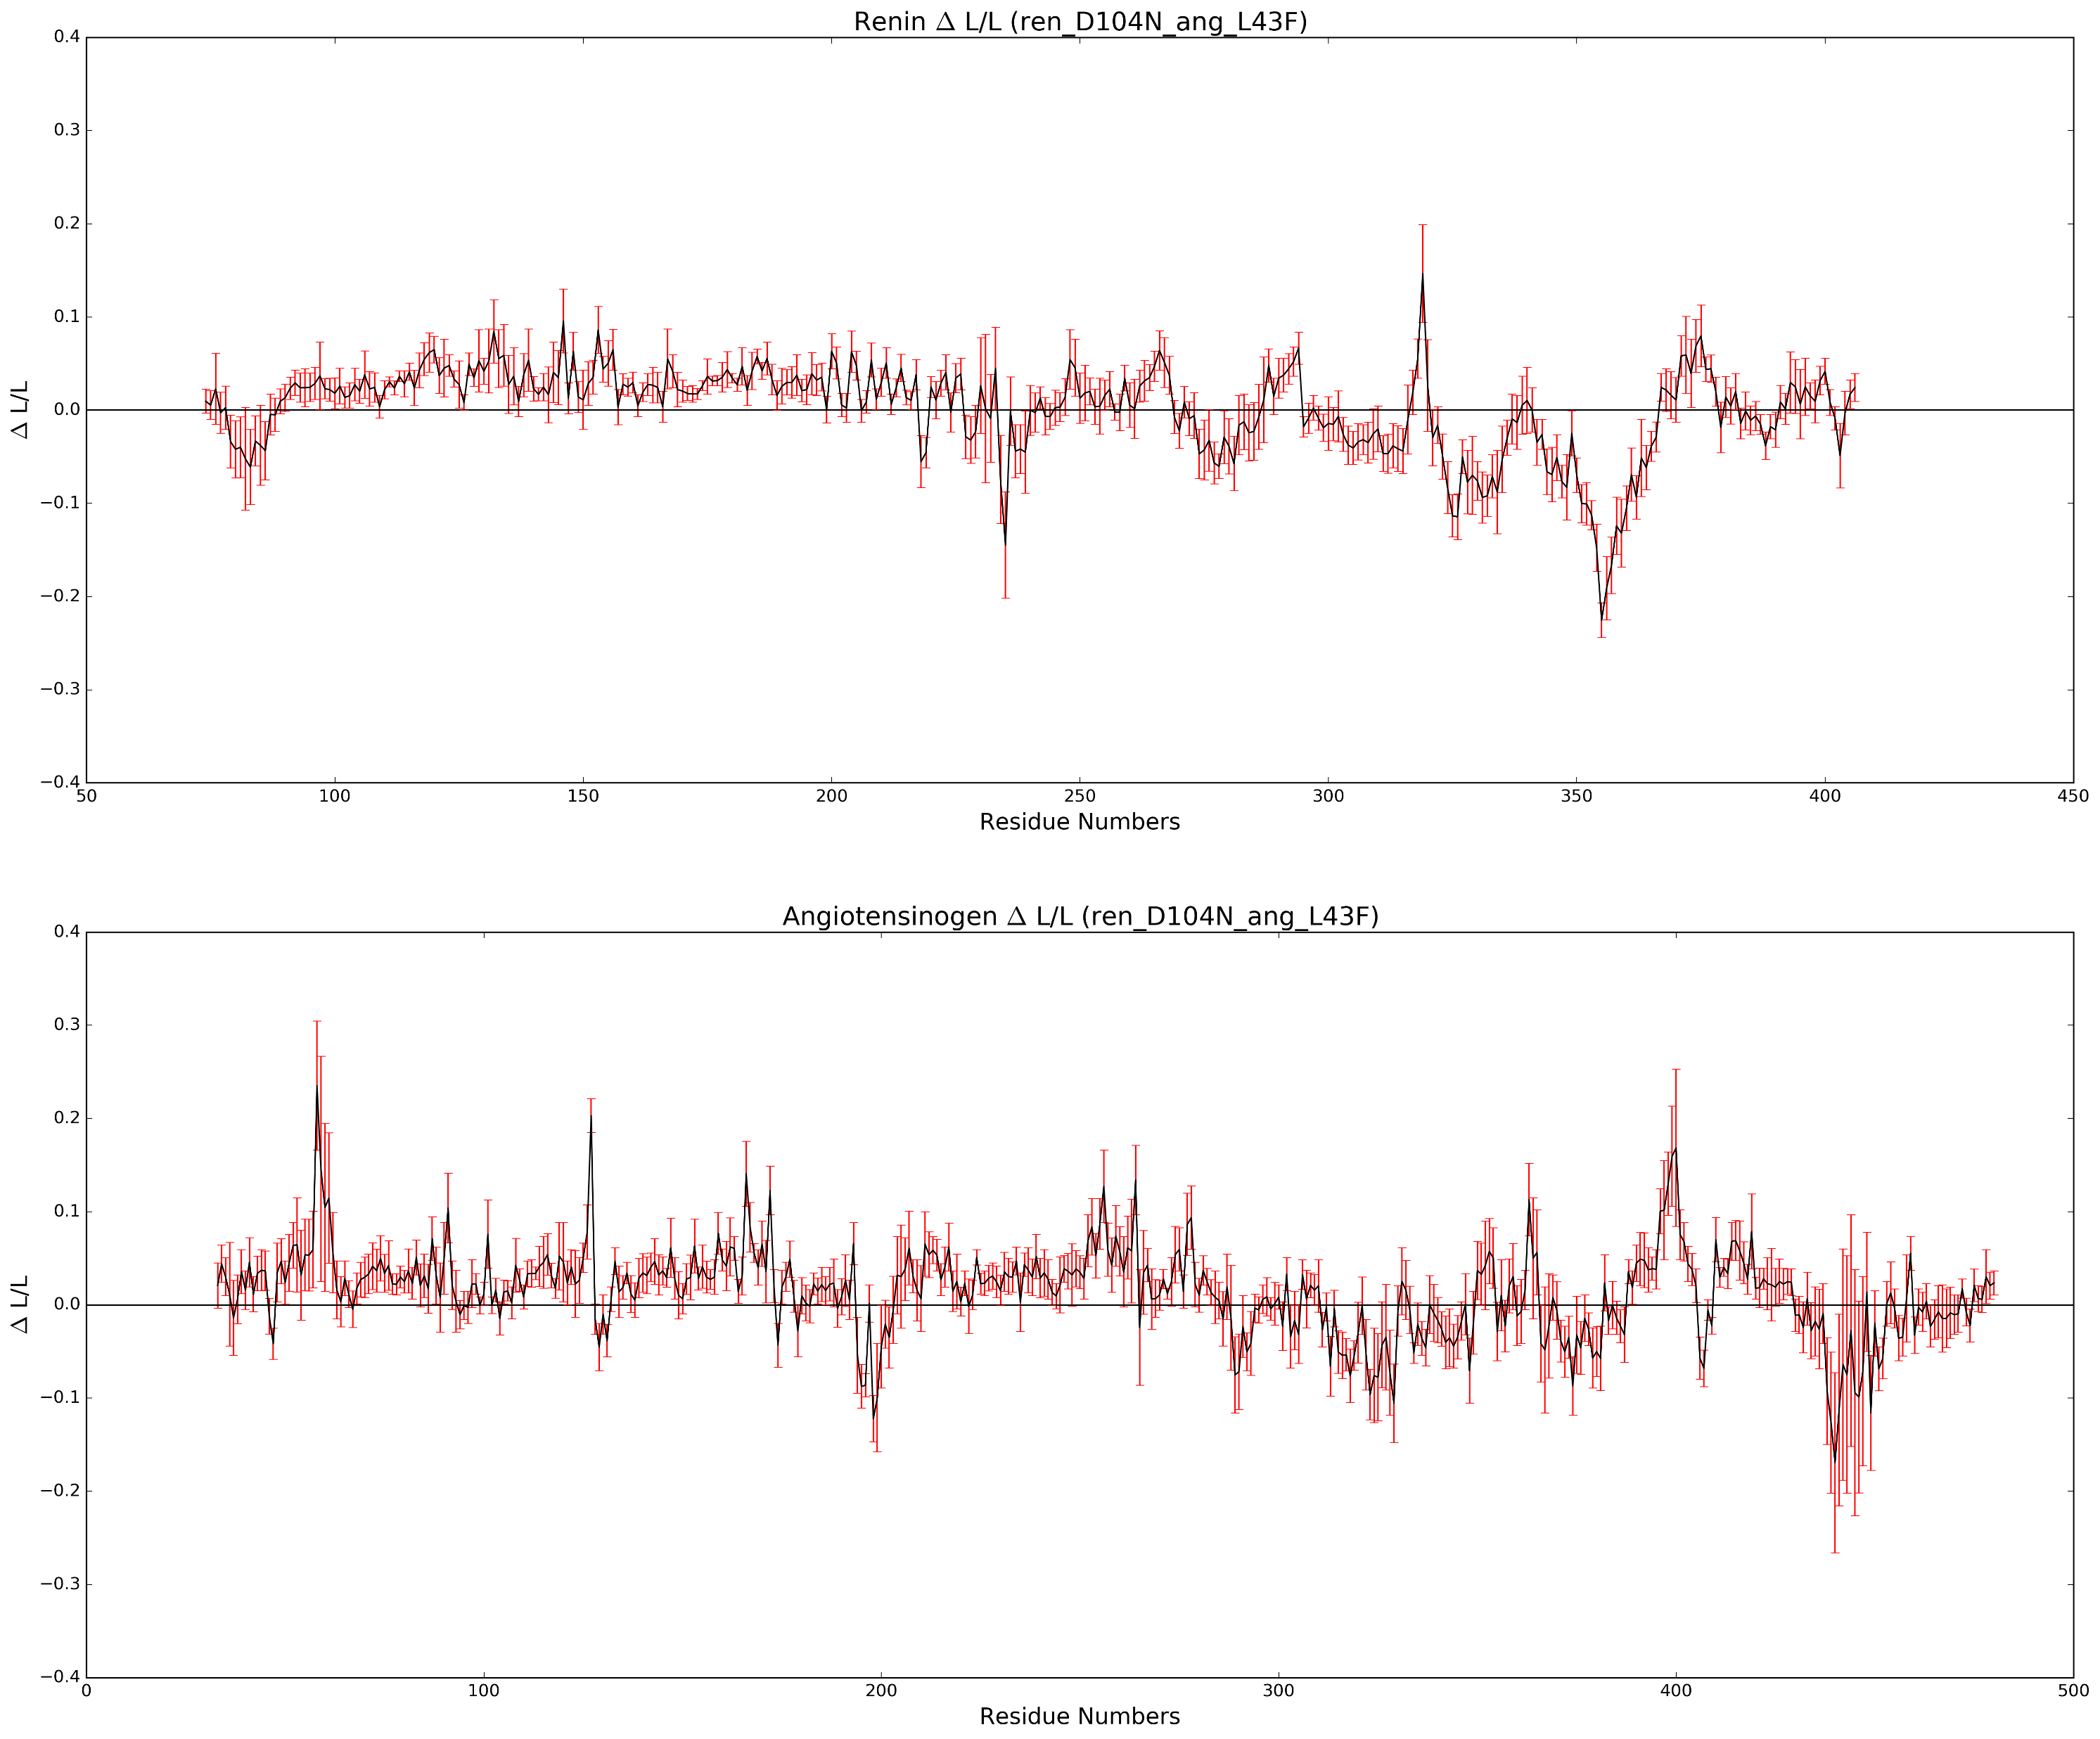 Renin Δ L/L (ren_D104N_ang_L43F)
0.4
0.3
0.2
0.1
0.0
−0.1
−0.2
−0.3
−0.4
Δ L/L
50 100 150 200 250 300 350 400 450
Residue Numbers
Angiotensinogen Δ L/L (ren_D104N_ang_L43F)
0.4
0.3
0.2
0.1
0.0
−0.1
−0.2
−0.3
−0.4
Δ L/L
0 100 200 300 400 500
Residue Numbers